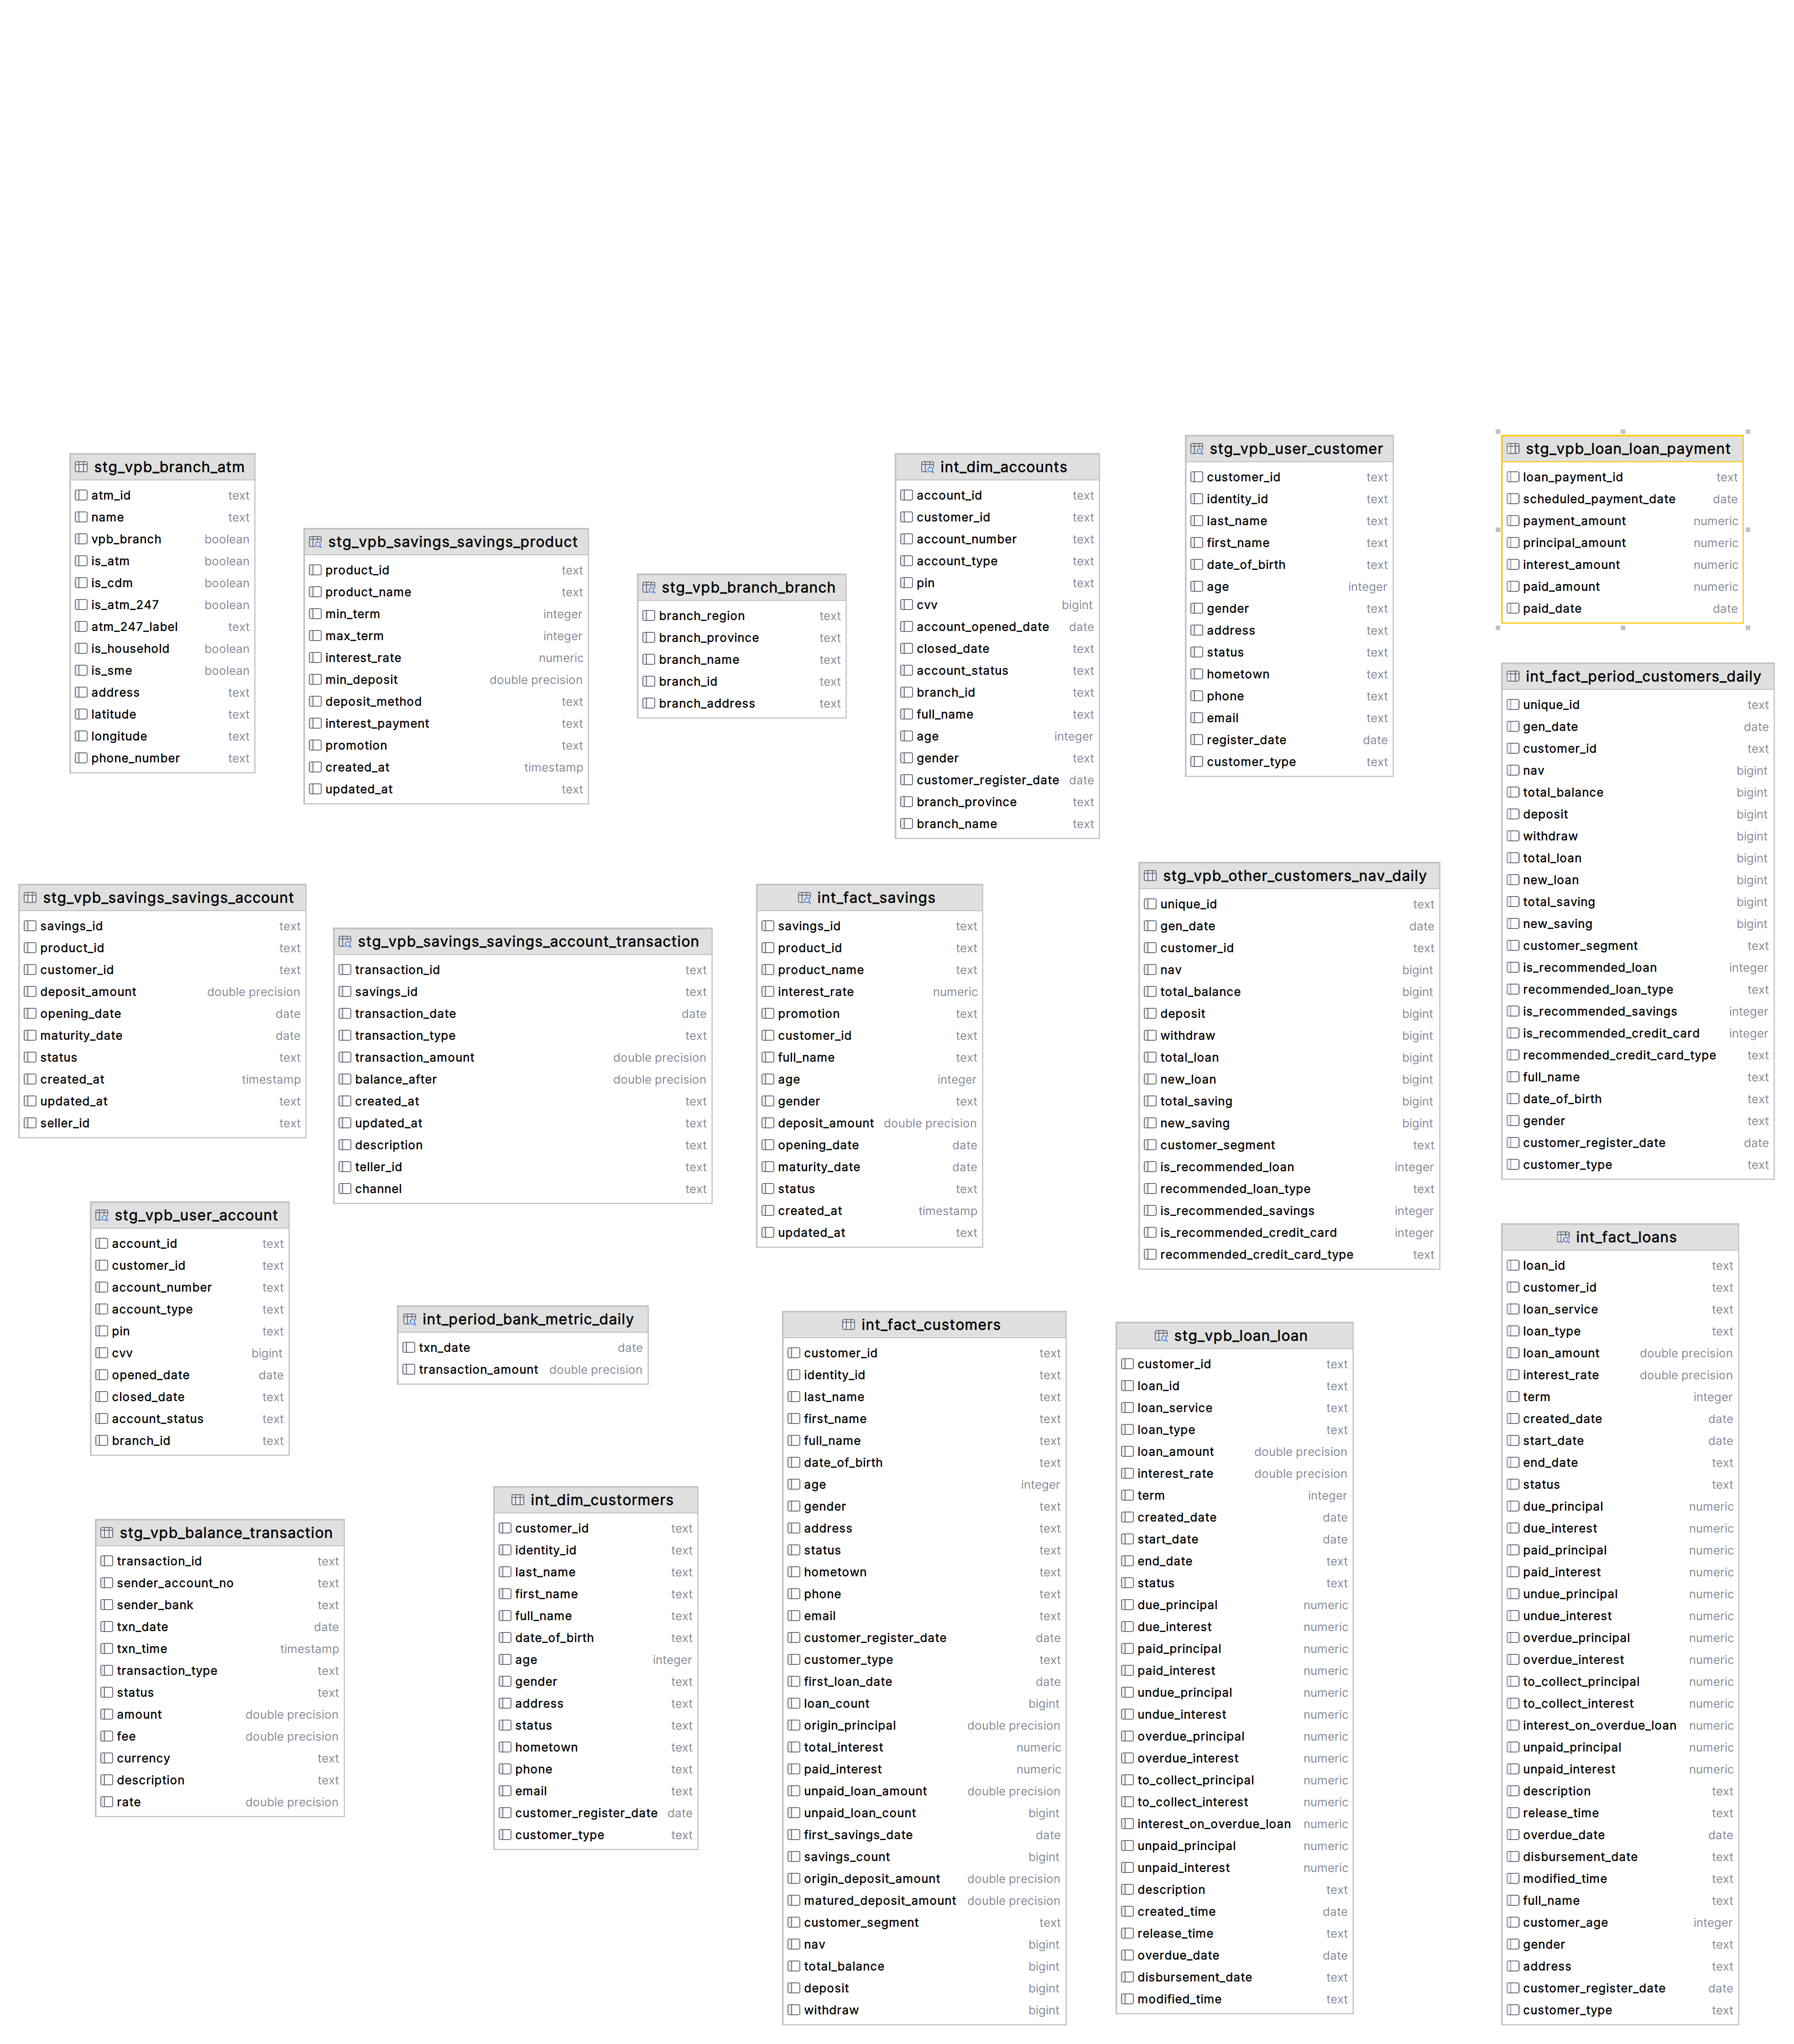 stg_vpb_branch_atm
atm_id text
name text
vpb_branch boolean
is_atm boolean
is_cdm boolean
is_atm_247 boolean
atm_247_label text
is_household boolean
is_sme boolean
address text
latitude text
longitude text
phone_number text
stg_vpb_savings_savings_product
product_id text
product_name text
min_term integer
max_term integer
interest_rate numeric
min_deposit double precision
deposit_method text
interest_payment text
promotion text
created_at timestamp
updated_at text
stg_vpb_branch_branch
branch_region text
branch_province text
branch_name text
branch_id text
branch_address text
int_dim_accounts
account_id text
customer_id text
account_number text
account_type text
pin text
cvv bigint
account_opened_date date
closed_date text
account_status text
branch_id text
full_name text
age integer
gender text
customer_register_date date
branch_province text
branch_name text
stg_vpb_user_customer
customer_id text
identity_id text
last_name text
first_name text
date_of_birth text
age integer
gender text
address text
status text
hometown text
phone text
email text
register_date date
customer_type text
stg_vpb_loan_loan_payment
loan_payment_id text
scheduled_payment_date date
payment_amount numeric
principal_amount numeric
interest_amount numeric
paid_amount numeric
paid_date date
int_fact_period_customers_daily
unique_id text
gen_date date
customer_id text
nav bigint
total_balance bigint
deposit bigint
withdraw bigint
total_loan bigint
new_loan bigint
total_saving bigint
new_saving bigint
customer_segment text
is_recommended_loan integer
recommended_loan_type text
is_recommended_savings integer
is_recommended_credit_card integer
recommended_credit_card_type text
full_name text
date_of_birth text
gender text
customer_register_date date
customer_type text
stg_vpb_savings_savings_account
savings_id text
product_id text
customer_id text
deposit_amount double precision
opening_date date
maturity_date date
status text
created_at timestamp
updated_at text
seller_id text
stg_vpb_savings_savings_account_transaction
transaction_id text
savings_id text
transaction_date date
transaction_type text
transaction_amount double precision
balance_after double precision
created_at text
updated_at text
description text
teller_id text
channel text
int_fact_savings
savings_id text
product_id text
product_name text
interest_rate numeric
promotion text
customer_id text
full_name text
age integer
gender text
deposit_amount double precision
opening_date date
maturity_date date
status text
created_at timestamp
updated_at text
stg_vpb_other_customers_nav_daily
unique_id text
gen_date date
customer_id text
nav bigint
total_balance bigint
deposit bigint
withdraw bigint
total_loan bigint
new_loan bigint
total_saving bigint
new_saving bigint
customer_segment text
is_recommended_loan integer
recommended_loan_type text
is_recommended_savings integer
is_recommended_credit_card integer
recommended_credit_card_type text
stg_vpb_user_account
account_id text
customer_id text
account_number text
account_type text
pin text
cvv bigint
opened_date date
closed_date text
account_status text
branch_id text
int_period_bank_metric_daily
txn_date date
transaction_amount double precision
stg_vpb_balance_transaction
transaction_id text
sender_account_no text
sender_bank text
txn_date date
txn_time timestamp
transaction_type text
status text
amount double precision
fee double precision
currency text
description text
rate double precision
int_dim_custormers
customer_id text
identity_id text
last_name text
first_name text
full_name text
date_of_birth text
age integer
gender text
address text
status text
hometown text
phone text
email text
customer_register_date date
customer_type text
int_fact_customers
customer_id text
identity_id text
last_name text
first_name text
full_name text
date_of_birth text
age integer
gender text
address text
status text
hometown text
phone text
email text
customer_register_date date
customer_type text
first_loan_date date
loan_count bigint
origin_principal double precision
total_interest numeric
paid_interest numeric
unpaid_loan_amount double precision
unpaid_loan_count bigint
first_savings_date date
savings_count bigint
origin_deposit_amount double precision
matured_deposit_amount double precision
customer_segment text
nav bigint
total_balance bigint
deposit bigint
withdraw bigint
stg_vpb_loan_loan
customer_id text
loan_id text
loan_service text
loan_type text
loan_amount double precision
interest_rate double precision
term integer
created_date date
start_date date
end_date text
status text
due_principal numeric
due_interest numeric
paid_principal numeric
paid_interest numeric
undue_principal numeric
undue_interest numeric
overdue_principal numeric
overdue_interest numeric
to_collect_principal numeric
to_collect_interest numeric
interest_on_overdue_loan numeric
unpaid_principal numeric
unpaid_interest numeric
description text
created_time date
release_time text
overdue_date date
disbursement_date text
modified_time text
int_fact_loans
loan_id text
customer_id text
loan_service text
loan_type text
loan_amount double precision
interest_rate double precision
term integer
created_date date
start_date date
end_date text
status text
due_principal numeric
due_interest numeric
paid_principal numeric
paid_interest numeric
undue_principal numeric
undue_interest numeric
overdue_principal numeric
overdue_interest numeric
to_collect_principal numeric
to_collect_interest numeric
interest_on_overdue_loan numeric
unpaid_principal numeric
unpaid_interest numeric
description text
release_time text
overdue_date date
disbursement_date text
modified_time text
full_name text
customer_age integer
gender text
address text
customer_register_date date
customer_type text